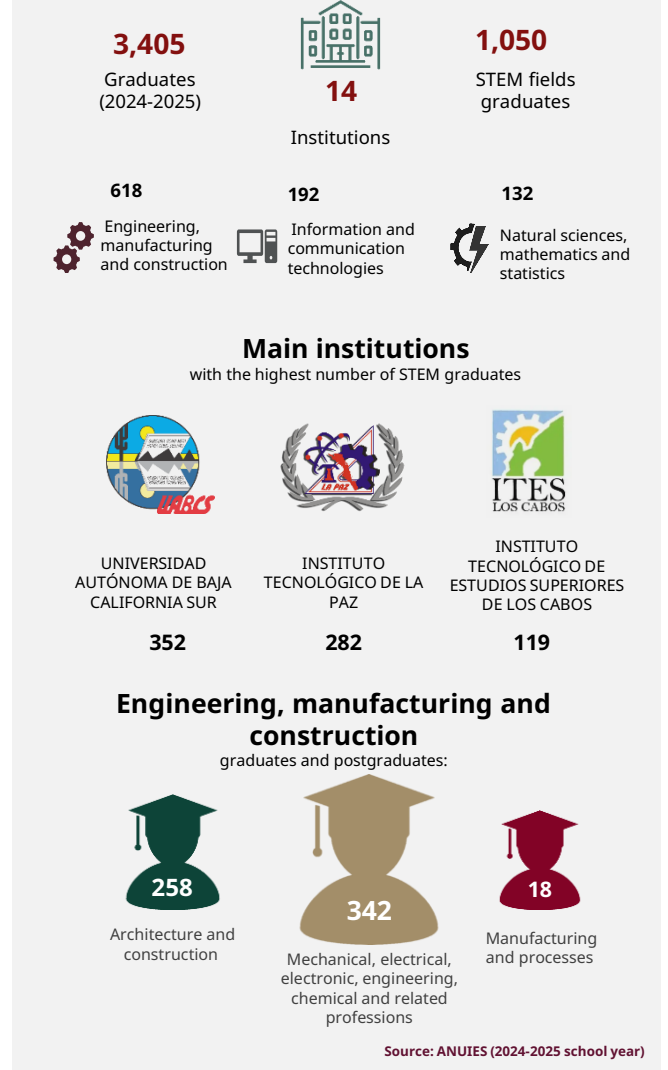 3,405
Graduates
(2024-2025)
14
Institutions
1,050
STEM fields
graduates
618
Engineering,
manufacturing
and construction
192
Information and
communication
technologies
132
Natural sciences,
mathematics and
statistics
Main institutions
with the highest number of STEM graduates
UABCS
LA PAZ
ITES
LOS CABOS
UNIVERSIDAD
AUTÓNOMA DE BAJA
CALIFORNIA SUR
352
INSTITUTO
TECNOLÓGICO DE LA
PAZ
282
INSTITUTO
TECNOLÓGICO DE
ESTUDIOS SUPERIORES
DE LOS CABOS
119
Engineering, manufacturing and
construction
graduates and postgraduates:
258
Architecture and
construction
342
Mechanical, electrical,
electronic, engineering,
chemical and related
professions
18
Manufacturing
and processes
Source: ANUIES (2024-2025 school year)